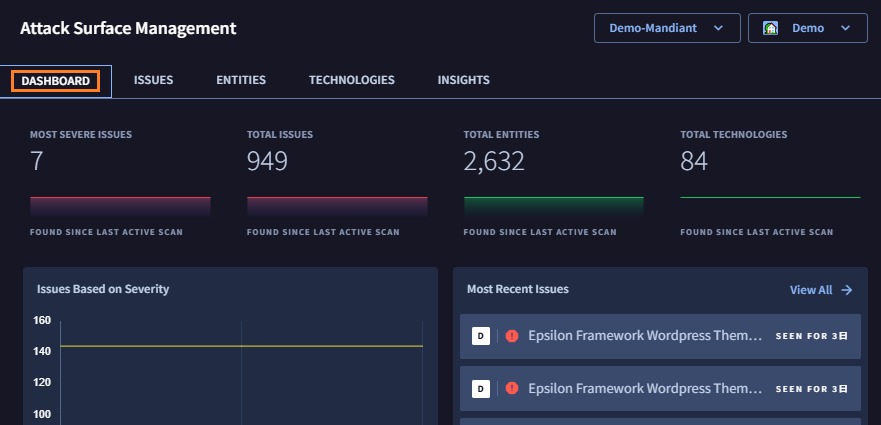 Attack Surface Management
Demo-Mandiant
Demo
DASHBOARD
ISSUES
ENTITIES
TECHNOLOGIES
INSIGHTS
MOST SEVERE ISSUES
7
FOUND SINCE LAST ACTIVE SCAN
TOTAL ISSUES
949
FOUND SINCE LAST ACTIVE SCAN
TOTAL ENTITIES
2,632
FOUND SINCE LAST ACTIVE SCAN
TOTAL TECHNOLOGIES
84
FOUND SINCE LAST ACTIVE SCAN
Issues Based on Severity
160
140
120
100
Most Recent Issues
View All
D Epsilon Framework Wordpress Them... SEEN FOR 3日
D Epsilon Framework Wordpress Them... SEEN FOR 3日